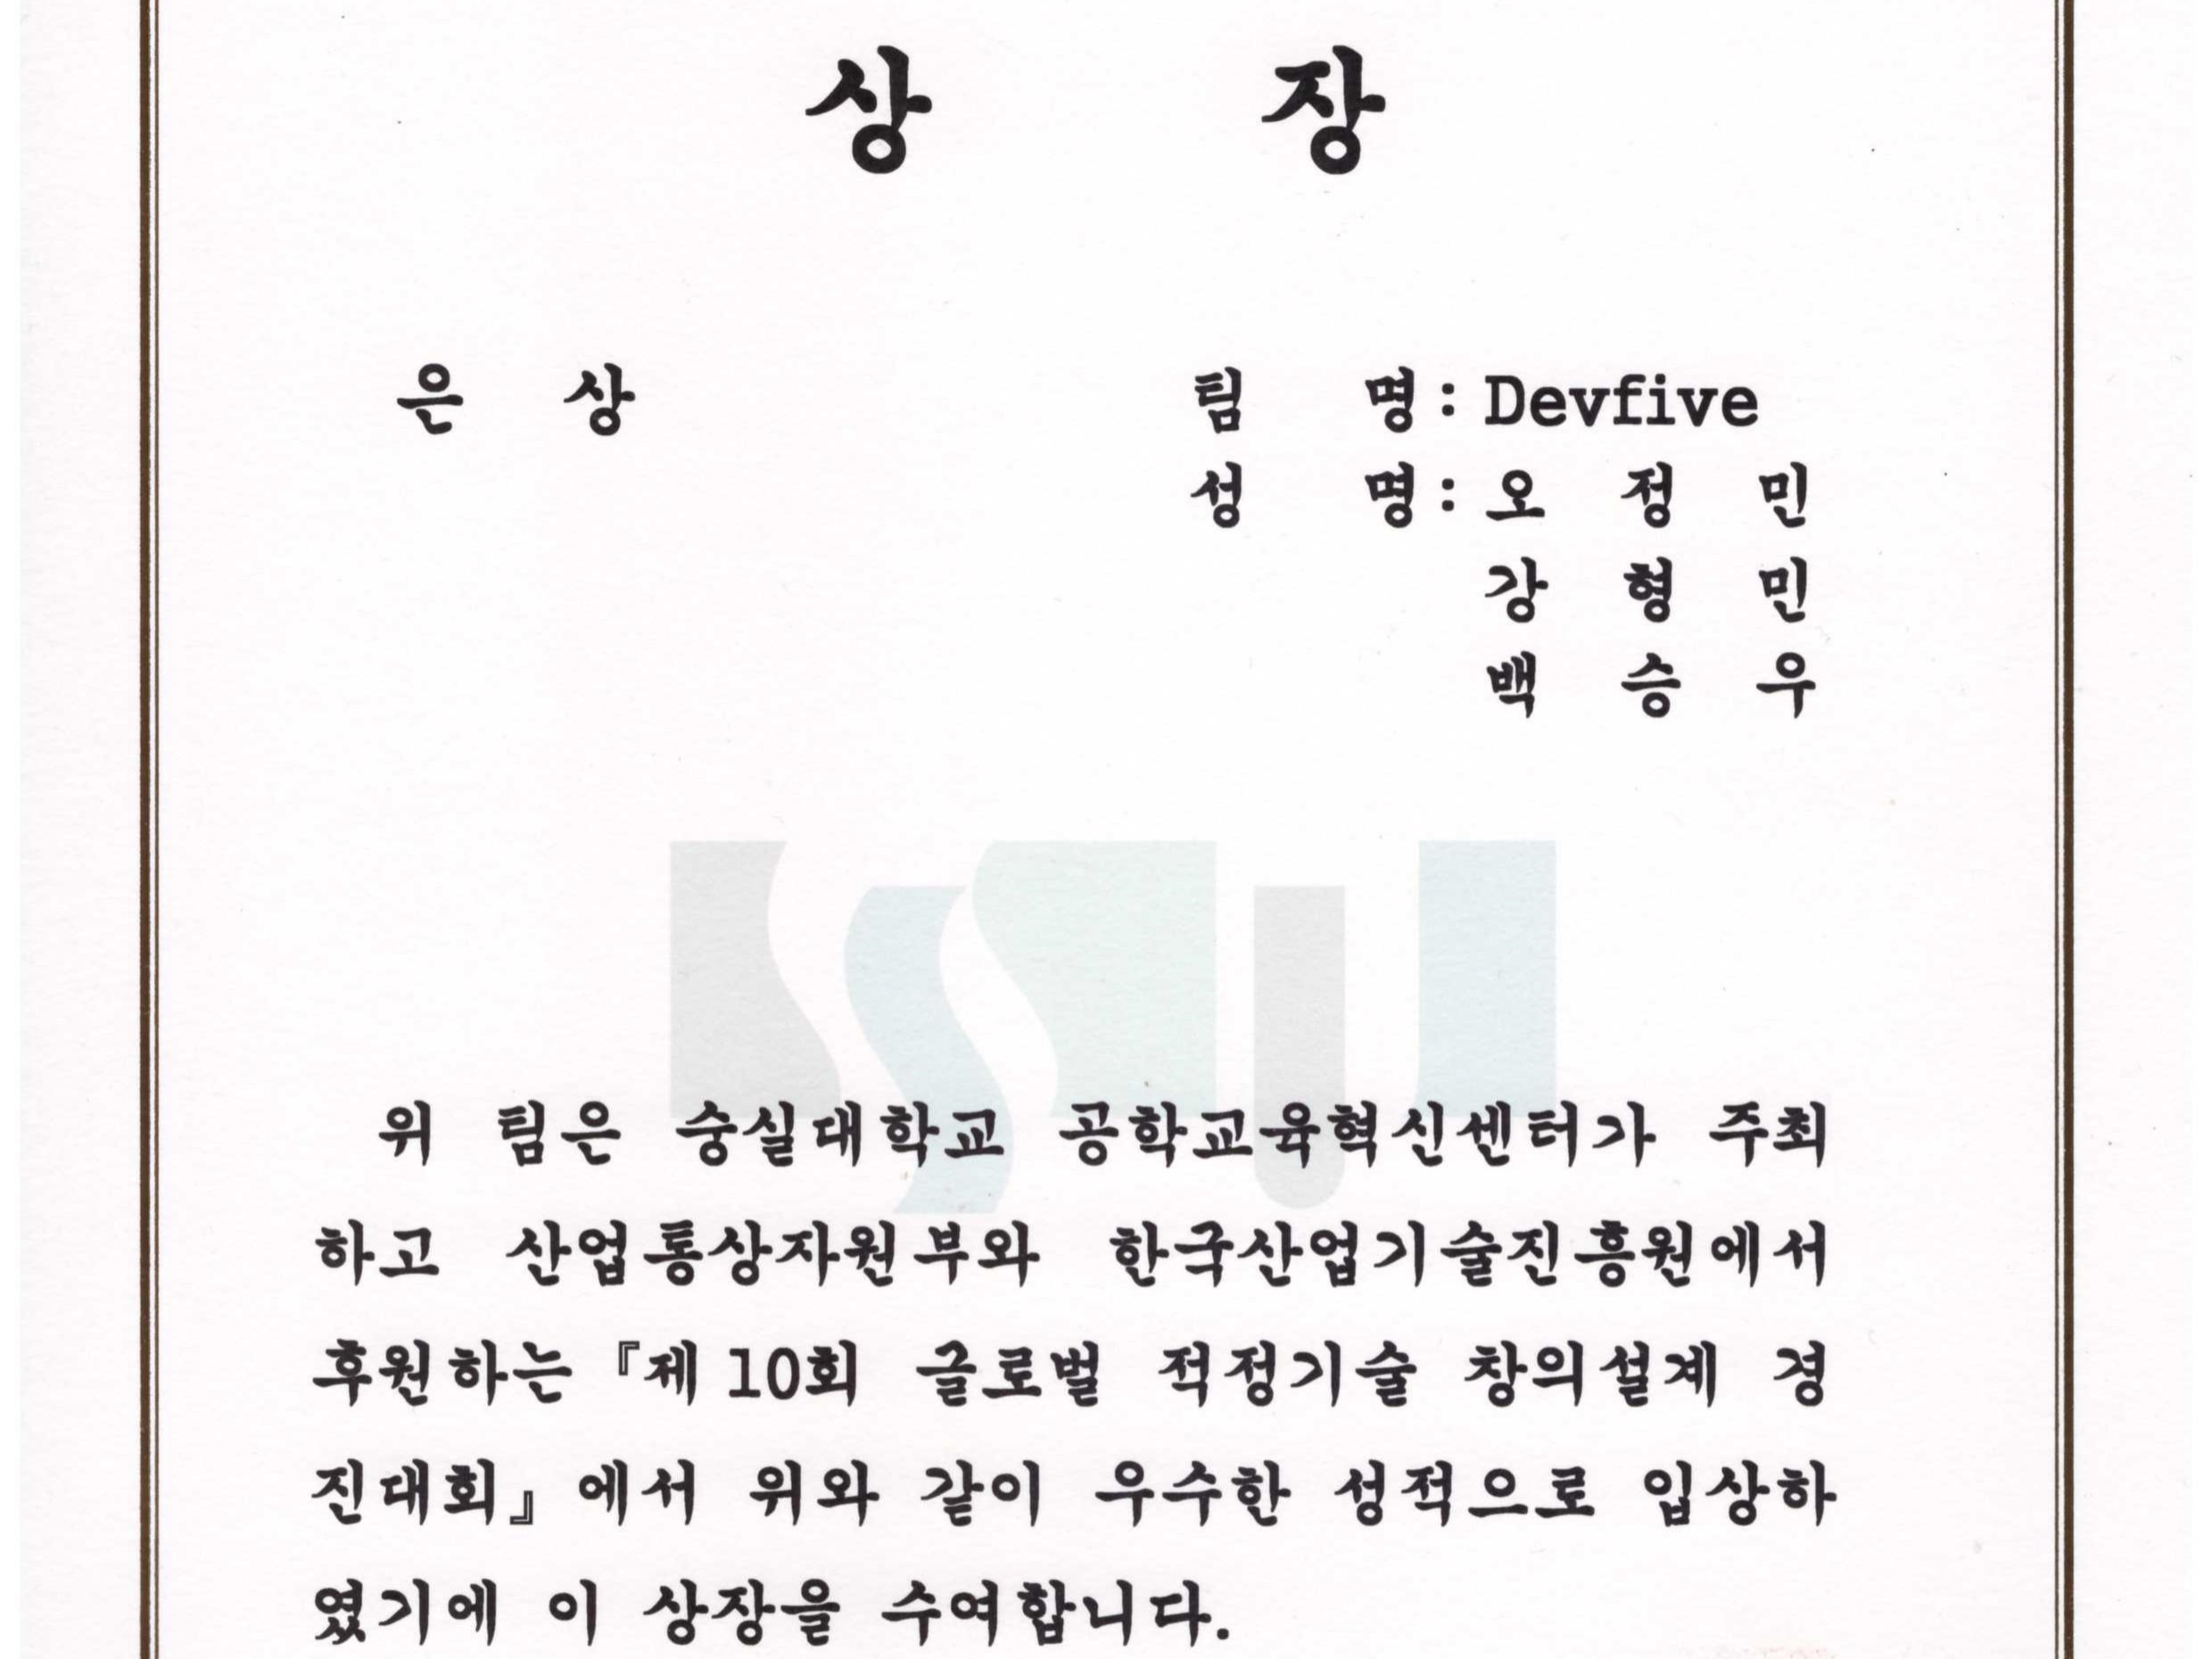 상 장
은 상
팀 명: Devfive
성 명: 오 정 민
강 형 민
백 승 우
위 팀은 숭실대학교 공학교육혁신센터가 주최
하고 산업통상자원부와 한국산업기술진흥원에서
후원하는 『제10회 글로벌 적정기술 창의설계 경
진대회』에서 위와 같이 우수한 성적으로 입상하
였기에 이 상장을 수여합니다.